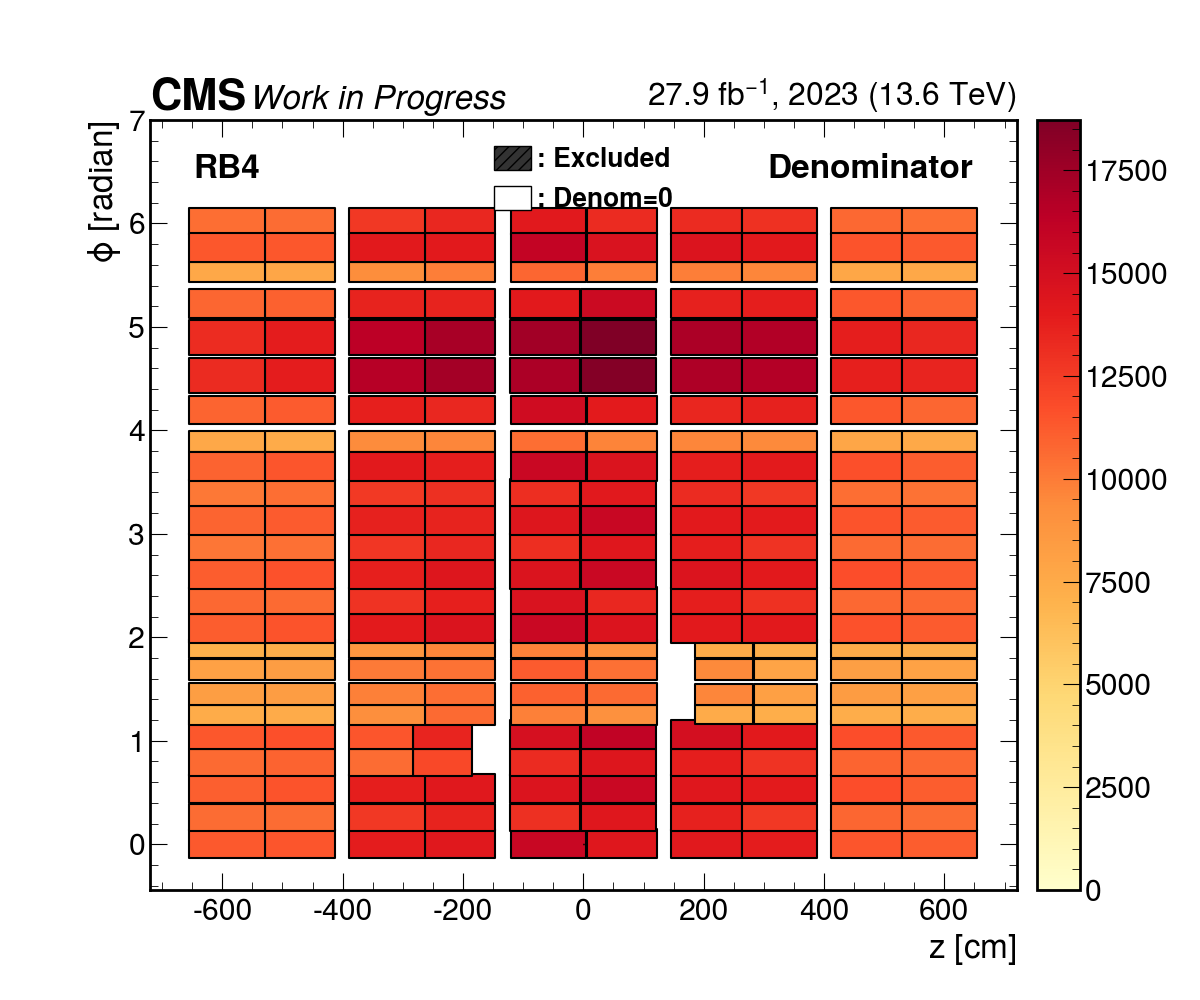 CMS Work in Progress 27.9 fb⁻¹, 2023 (13.6 TeV)
RB4 : Excluded Denominator
: Denom=0
ϕ [radian]
7
6
5
4
3
2
1
0
-600 -400 -200 0 200 400 600
z [cm]
17500
15000
12500
10000
7500
5000
2500
0